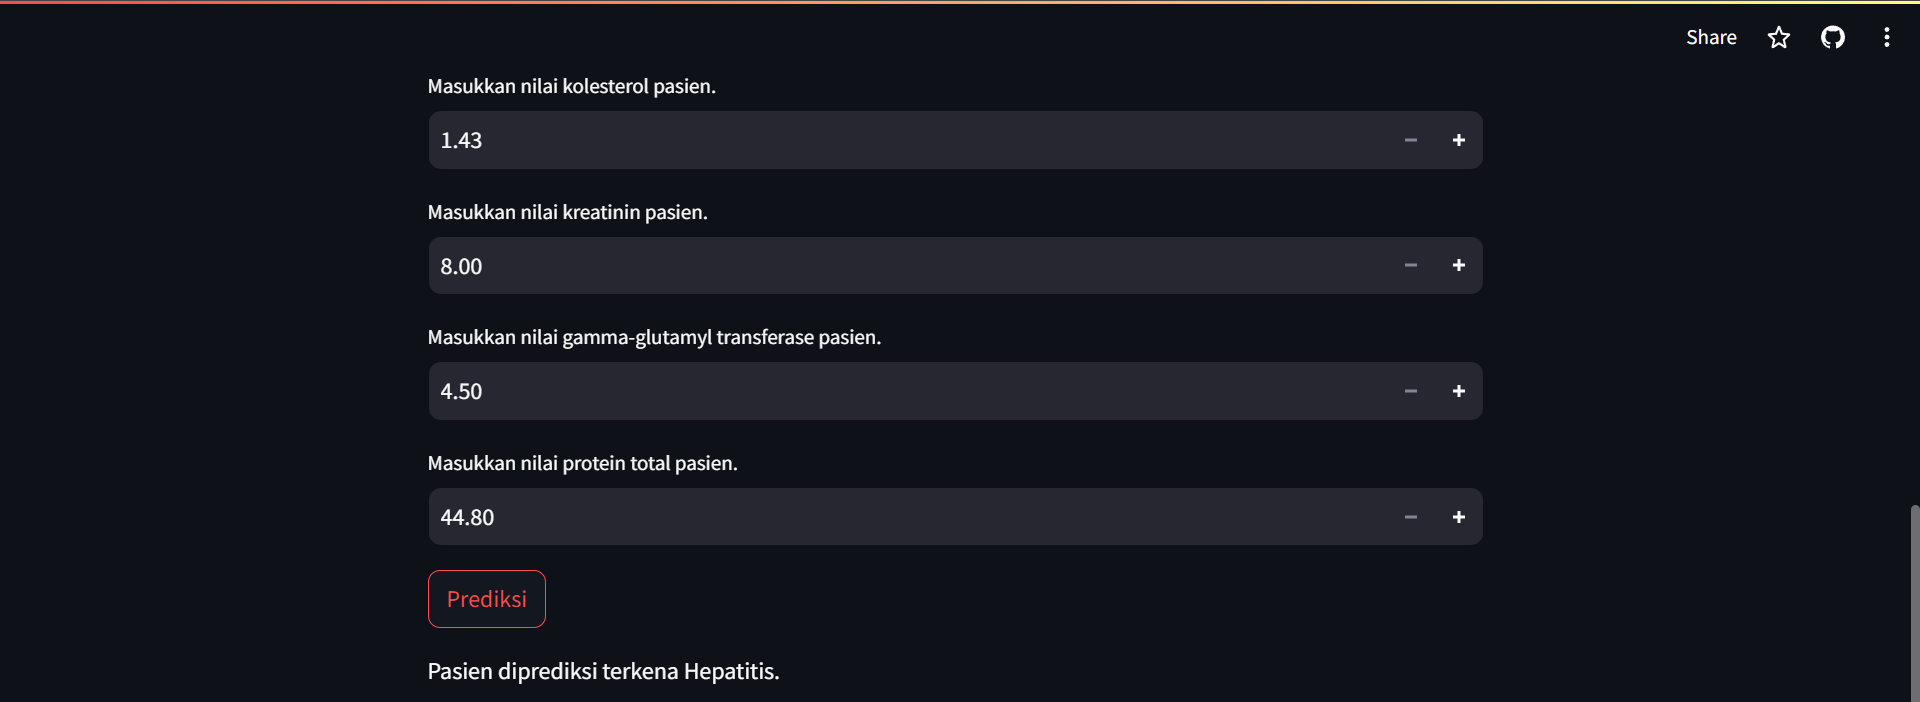 Share
Masukkan nilai kolesterol pasien.
1.43
Masukkan nilai kreatinin pasien.
8.00
Masukkan nilai gamma-glutamyl transferase pasien.
4.50
Masukkan nilai protein total pasien.
44.80
Prediksi
Pasien diprediksi terkena Hepatitis.